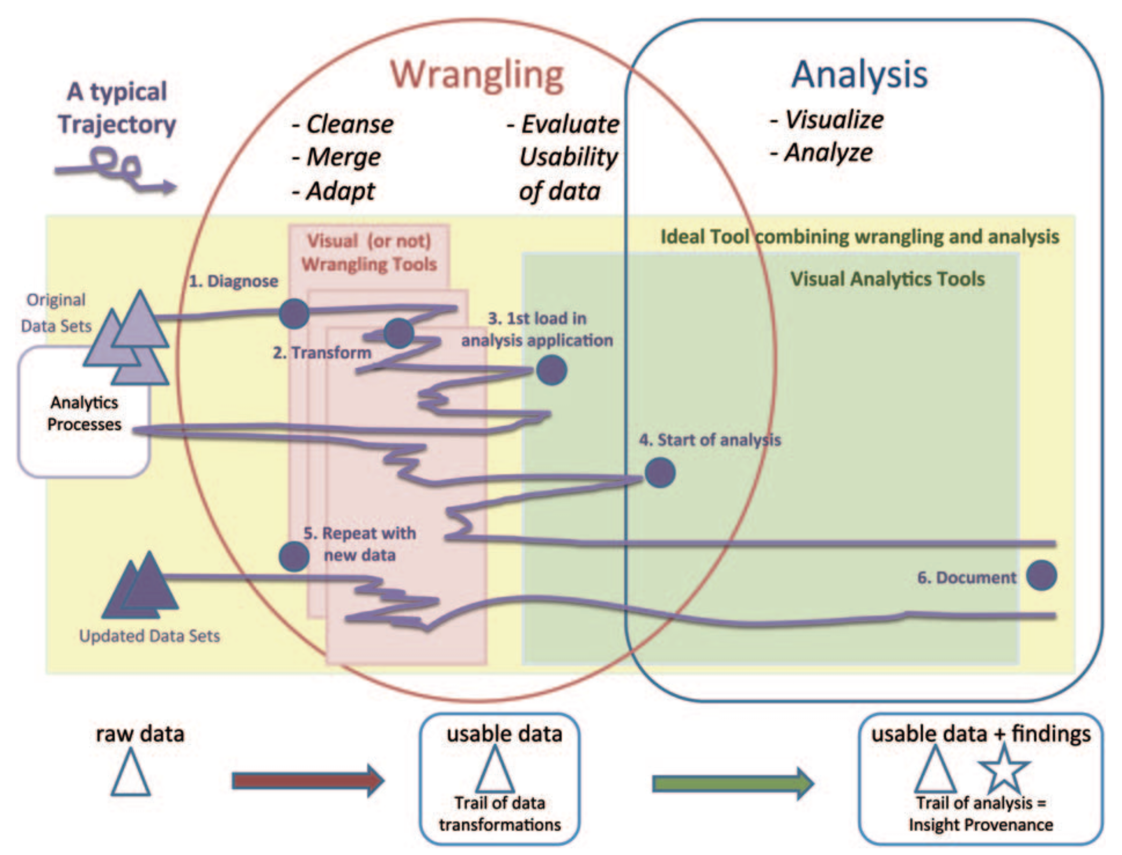 Wrangling
Analysis
A typical
Trajectory
- Cleanse
- Merge
- Adapt
- Evaluate
Usability
of data
- Visualize
- Analyze
Visual (or not)
Wrangling Tools
Ideal Tool combining wrangling and analysis
Visual Analytics Tools
1. Diagnose
Original
Data Sets
2. Transform
3. 1st load in
analysis application
Analytics
Processes
4. Start of analysis
5. Repeat with
new data
6. Document
Updated Data Sets
raw data
usable data
Trail of data
transformations
usable data + findings
Trail of analysis =
Insight Provenance